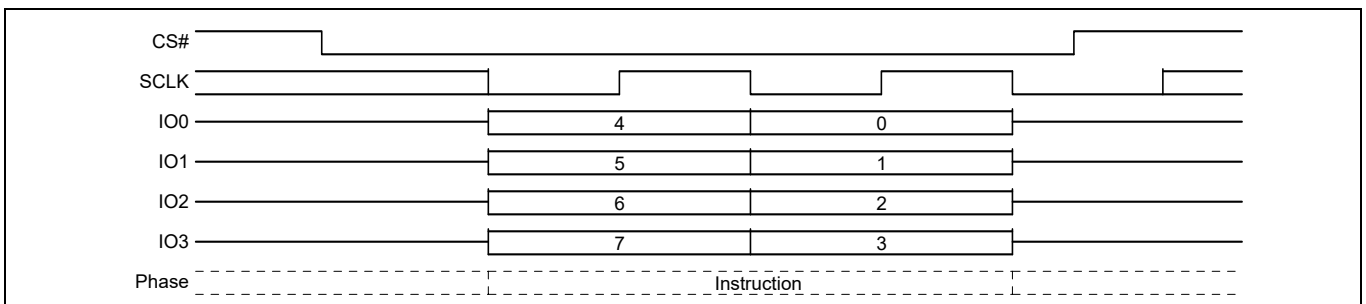 CS#
SCLK
IO0 4 0
IO1 5 1
IO2 6 2
IO3 7 3
Phase Instruction